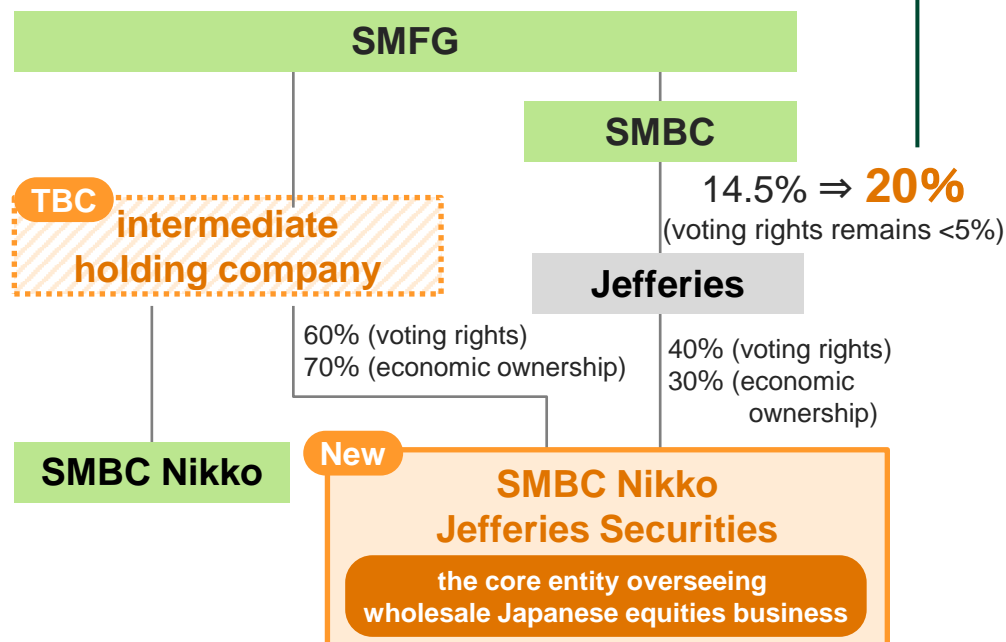 SMFG
SMBC
14.5% ⇒ 20%
(voting rights remains <5%)
TBC
intermediate
holding company
Jefferies
60% (voting rights)
70% (economic ownership)
40% (voting rights)
30% (economic
ownership)
SMBC Nikko
New
SMBC Nikko
Jefferies Securities
the core entity overseeing
wholesale Japanese equities business